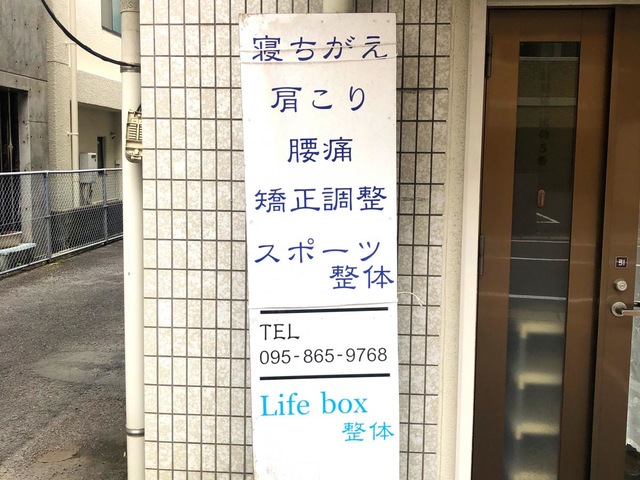 寝ちがえ
肩こり
腰痛
矯正調整
スポーツ
整体
TEL
095-865-9768
Life box
整体
引